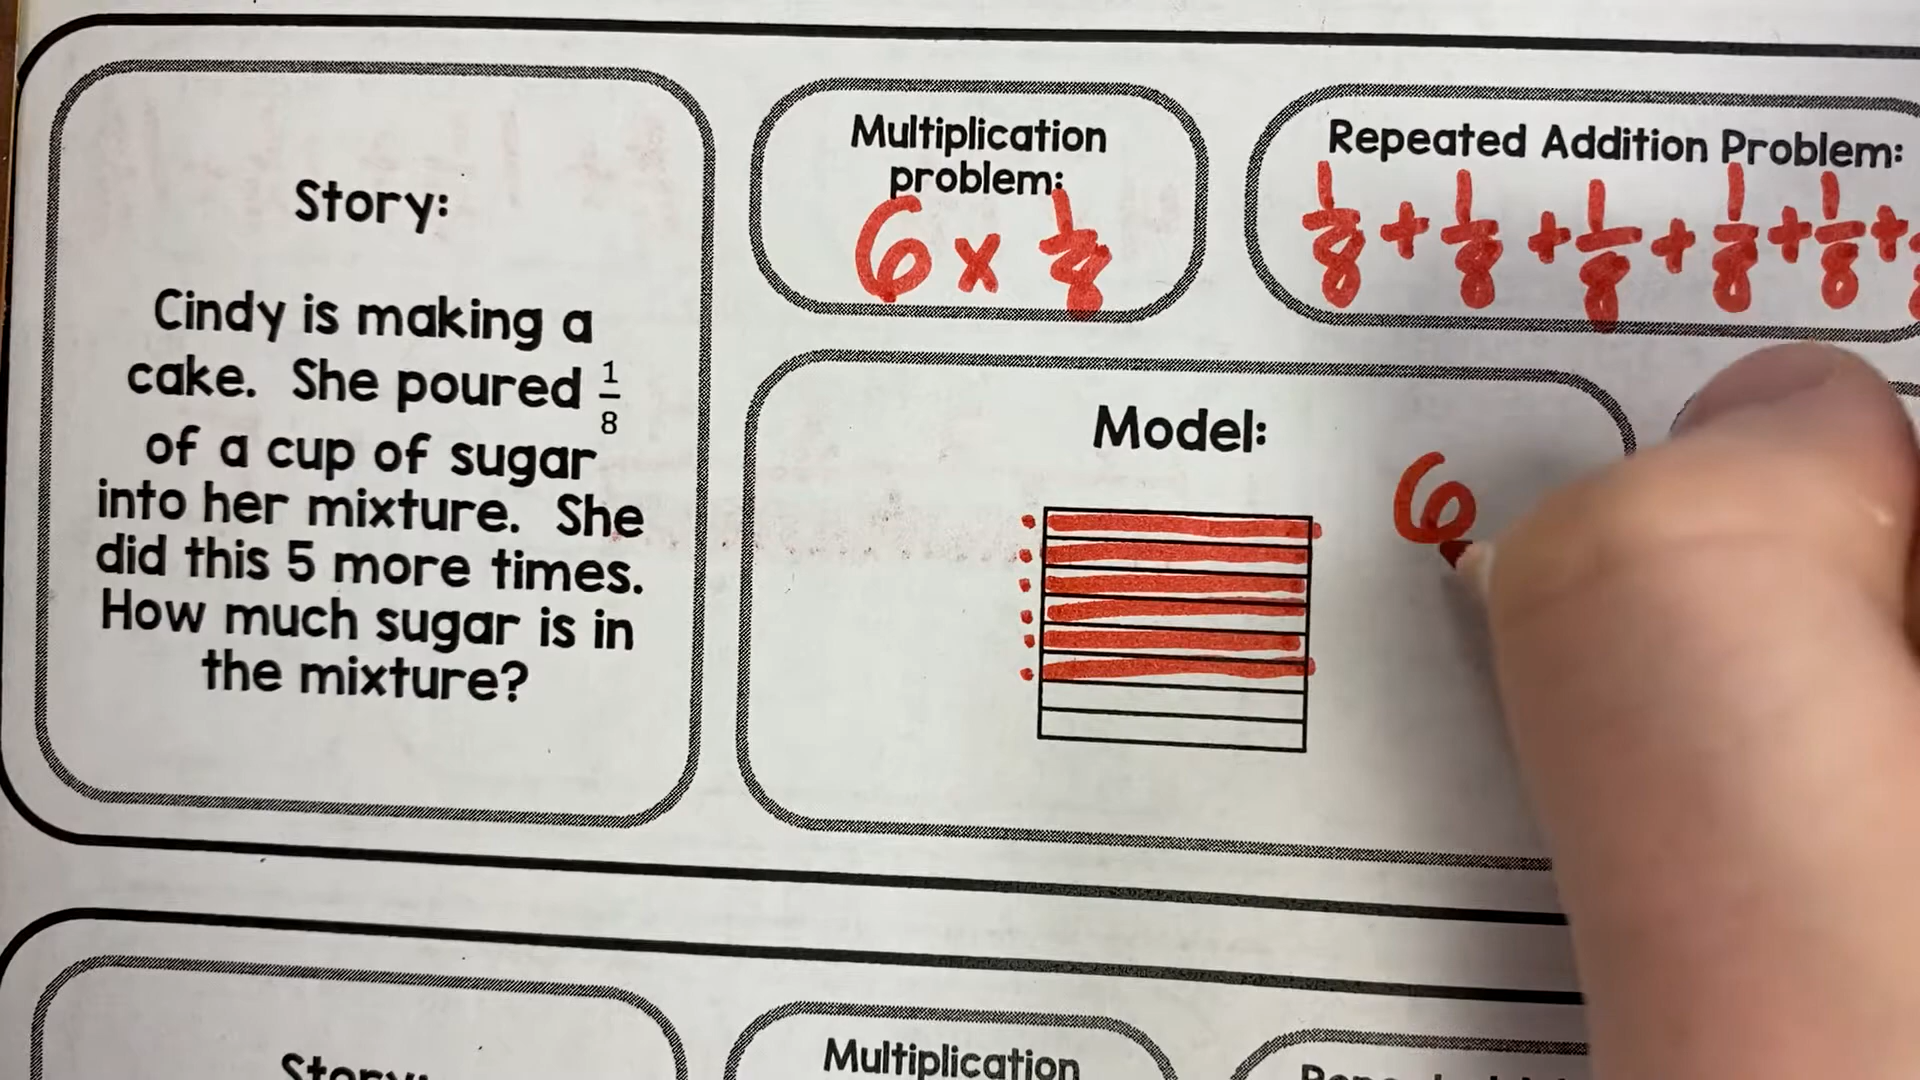 Story:
Cindy is making a
cake. She poured 1/8
of a cup of sugar
into her mixture. She
did this 5 more times.
How much sugar is in
the mixture?
Multiplication
problem:
6 x 1/8
Repeated Addition Problem:
1/8 + 1/8 + 1/8 + 1/8 + 1/8 +
Model:
6
Story:
Multiplication